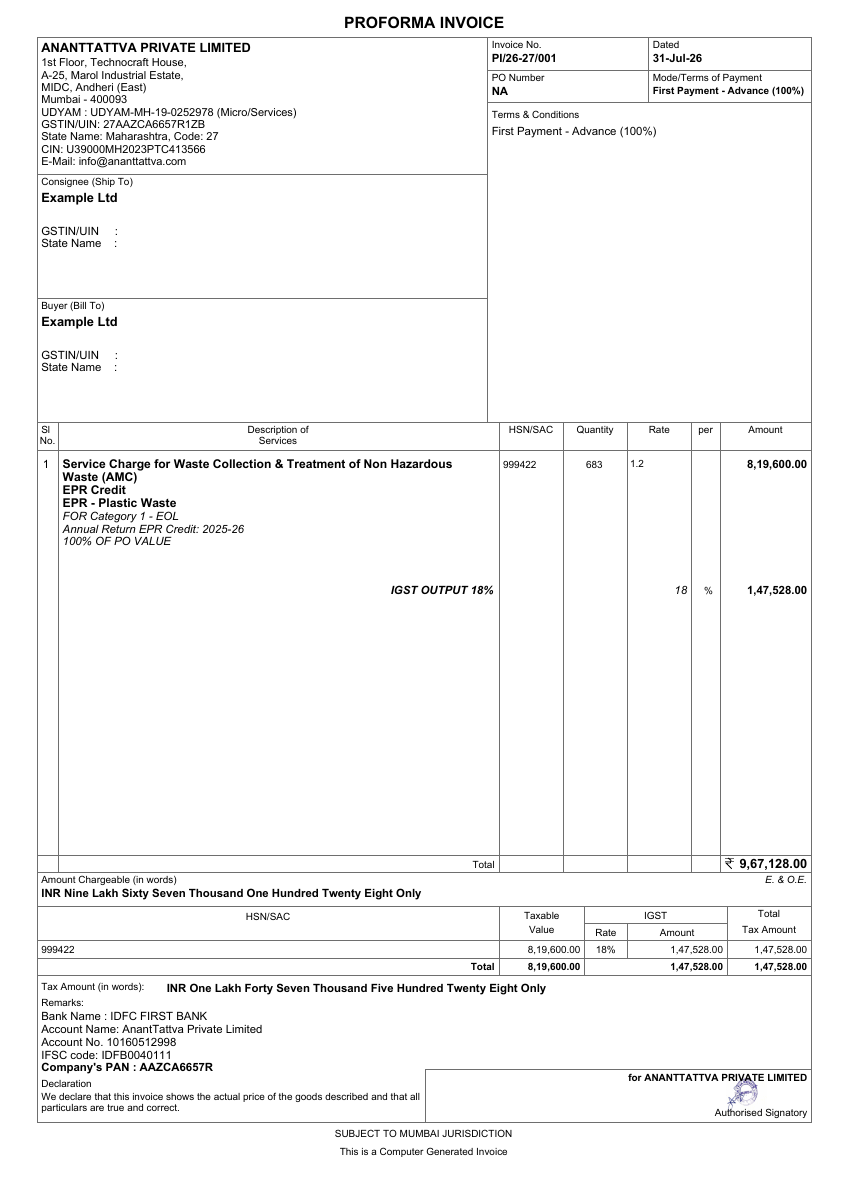 PROFORMA INVOICE
ANANTTATTVA PRIVATE LIMITED
1st Floor, Technocraft House,
A-25, Marol Industrial Estate,
MIDC, Andheri (East)
Mumbai - 400093
UDYAM : UDYAM-MH-19-0252978 (Micro/Services)
GSTIN/UIN: 27AAZCA6657R1ZB
State Name: Maharashtra, Code: 27
CIN: U39000MH2023PTC413566
E-Mail: info@ananttattva.com
Invoice No.
PI/26-27/001
Dated
31-Jul-26
PO Number
NA
Mode/Terms of Payment
First Payment - Advance (100%)
Terms & Conditions
First Payment - Advance (100%)
Consignee (Ship To)
Example Ltd
GSTIN/UIN :
State Name :
Buyer (Bill To)
Example Ltd
GSTIN/UIN :
State Name :
Sl No. Description of Services HSN/SAC Quantity Rate per Amount
1 Service Charge for Waste Collection & Treatment of Non Hazardous 999422 683 1.2 8,19,600.00
Waste (AMC)
EPR Credit
EPR - Plastic Waste
FOR Category 1 - EOL
Annual Return EPR Credit: 2025-26
100% OF PO VALUE
IGST OUTPUT 18% 18 % 1,47,528.00
Total ₹ 9,67,128.00
Amount Chargeable (in words) E. & O.E.
INR Nine Lakh Sixty Seven Thousand One Hundred Twenty Eight Only
HSN/SAC Taxable Value IGST Total Tax Amount
Rate Amount
999422 8,19,600.00 18% 1,47,528.00 1,47,528.00
Total 8,19,600.00 1,47,528.00 1,47,528.00
Tax Amount (in words): INR One Lakh Forty Seven Thousand Five Hundred Twenty Eight Only
Remarks:
Bank Name : IDFC FIRST BANK
Account Name: AnantTattva Private Limited
Account No. 10160512998
IFSC code: IDFB0040111
Company's PAN : AAZCA6657R
Declaration
We declare that this invoice shows the actual price of the goods described and that all
particulars are true and correct.
for ANANTTATTVA PRIVATE LIMITED
Authorised Signatory
SUBJECT TO MUMBAI JURISDICTION
This is a Computer Generated Invoice